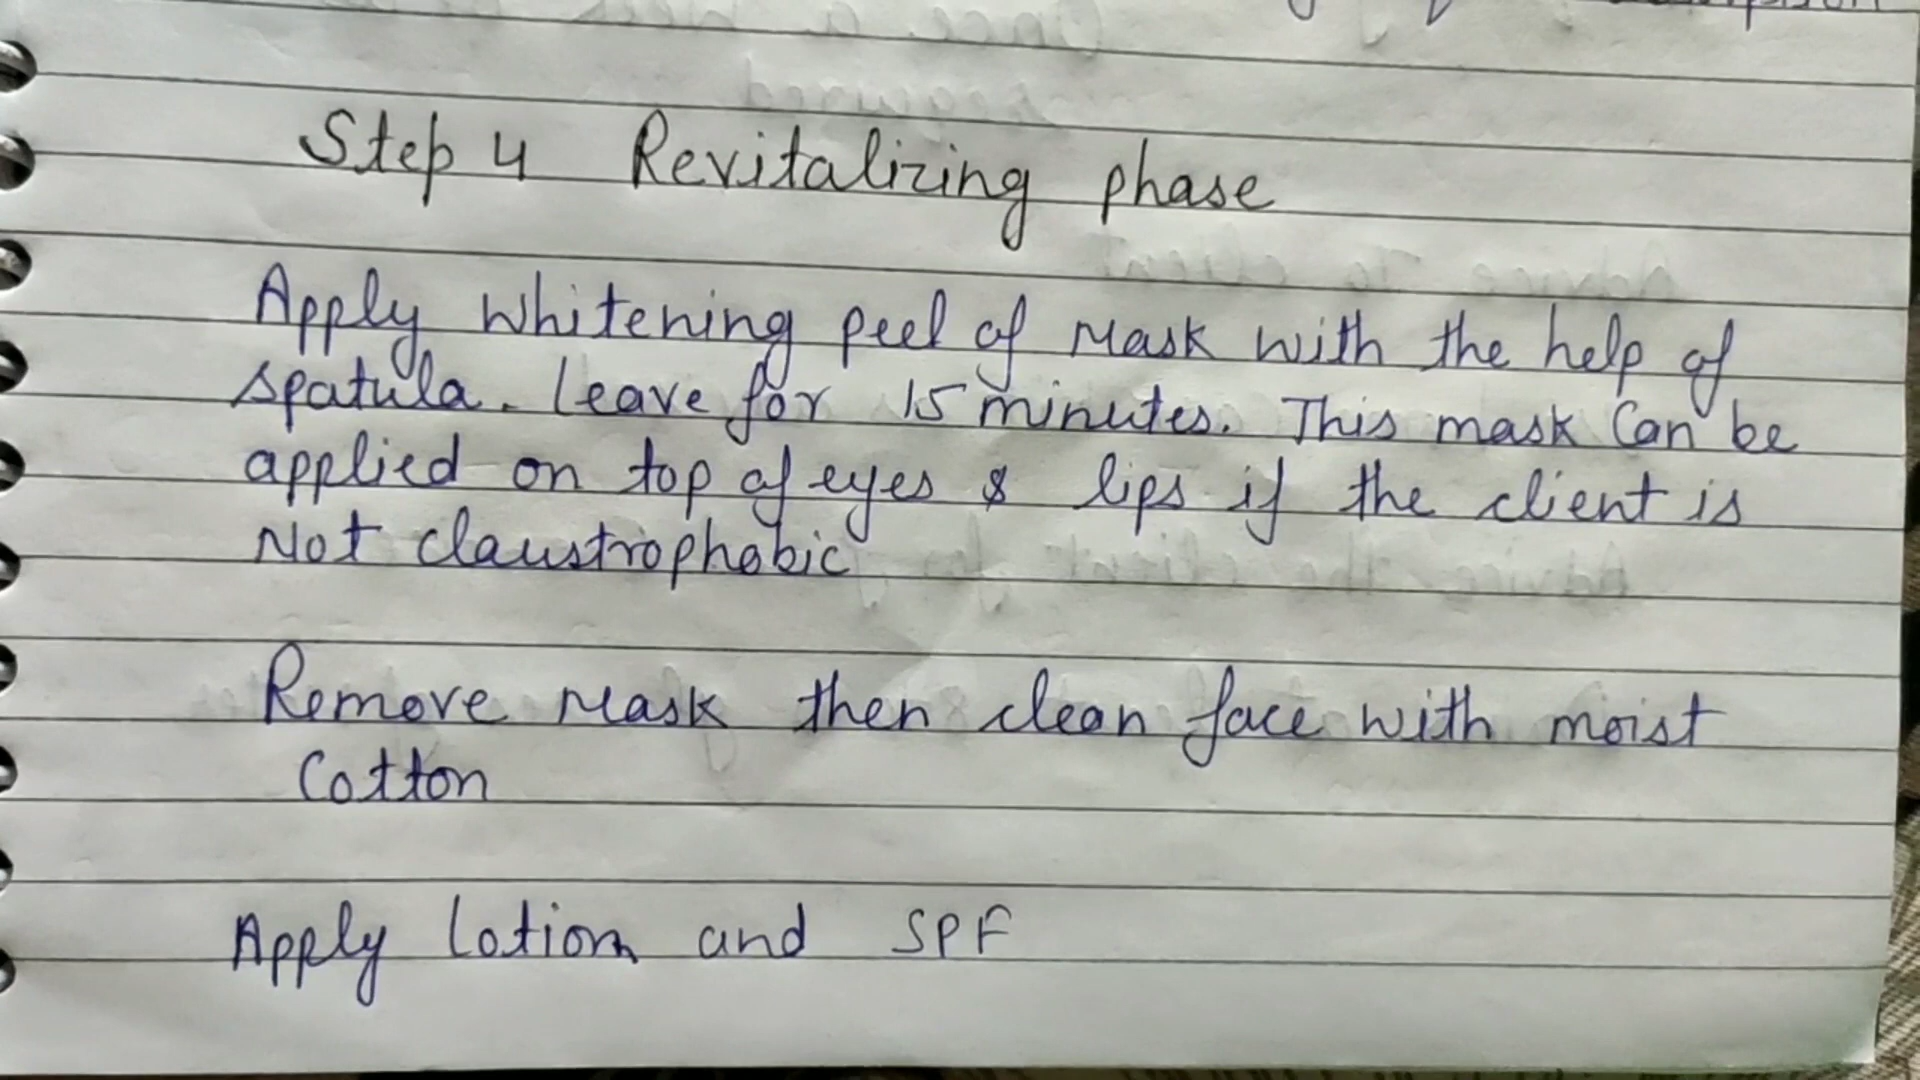 Step 4 Revitalizing phase
Apply whitening peel of Mask with the help of
spatula. Leave for 15 minutes. This mask Can be
applied on top of eyes & lips if the client is
Not claustrophobic
Remove Mask then clean face with moist
Cotton
Apply Lotion and SPF